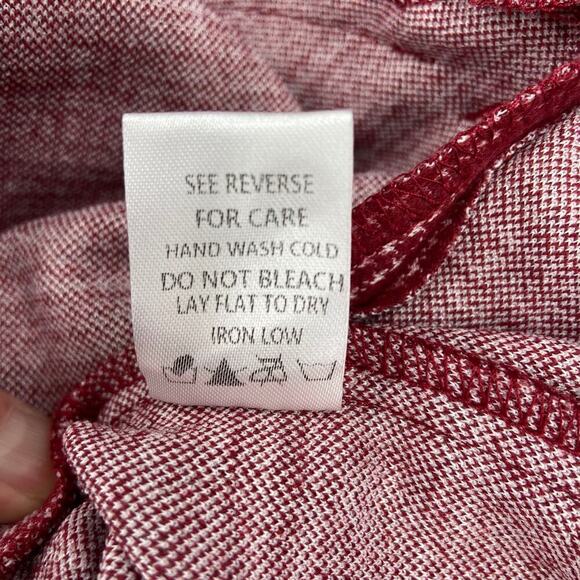 SEE REVERSE
FOR CARE
HAND WASH COLD
DO NOT BLEACH
LAY FLAT TO DRY
IRON LOW